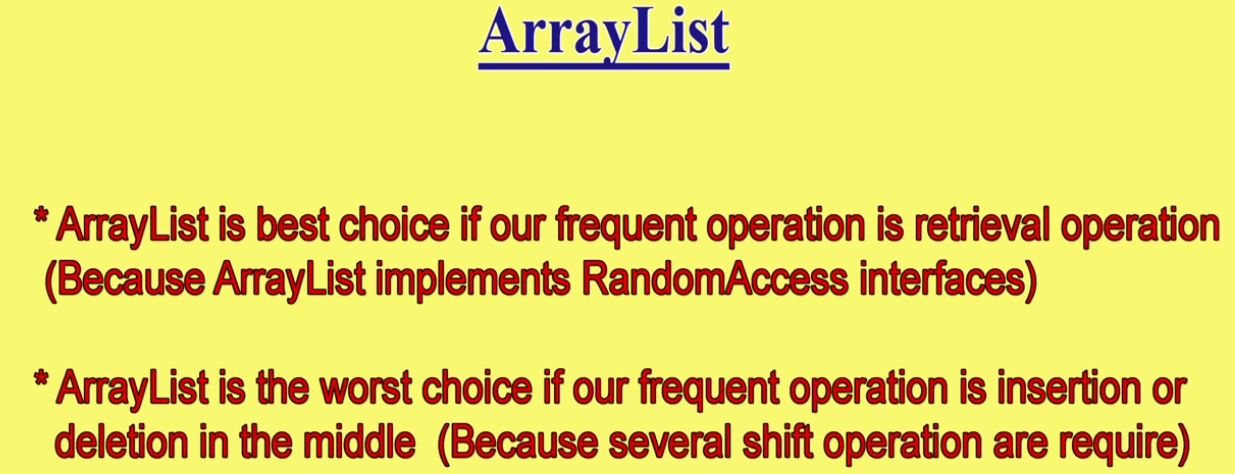 ArrayList
* ArrayList is best choice if our frequent operation is retrieval operation
(Because ArrayList implements RandomAccess interfaces)
* ArrayList is the worst choice if our frequent operation is insertion or
deletion in the middle (Because several shift operation are require)